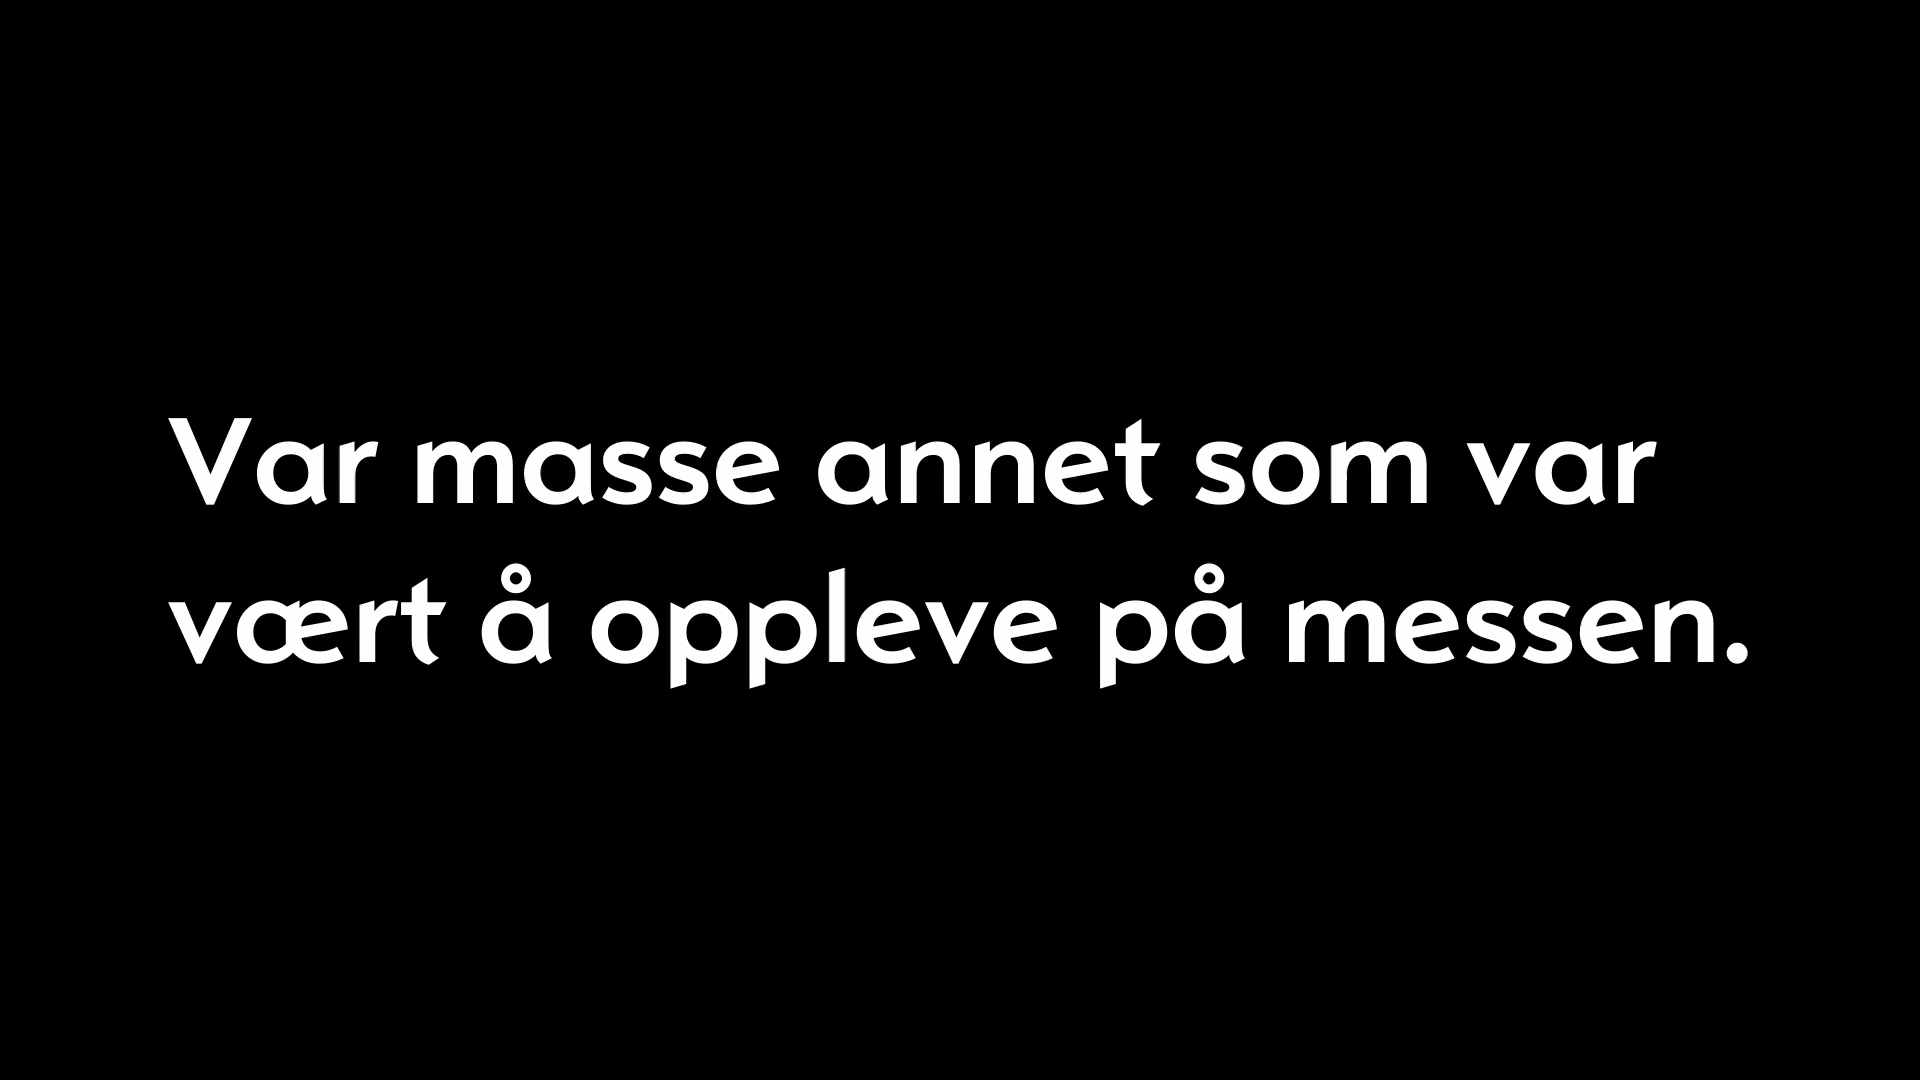 Var masse annet som var
vært å oppleve på messen.